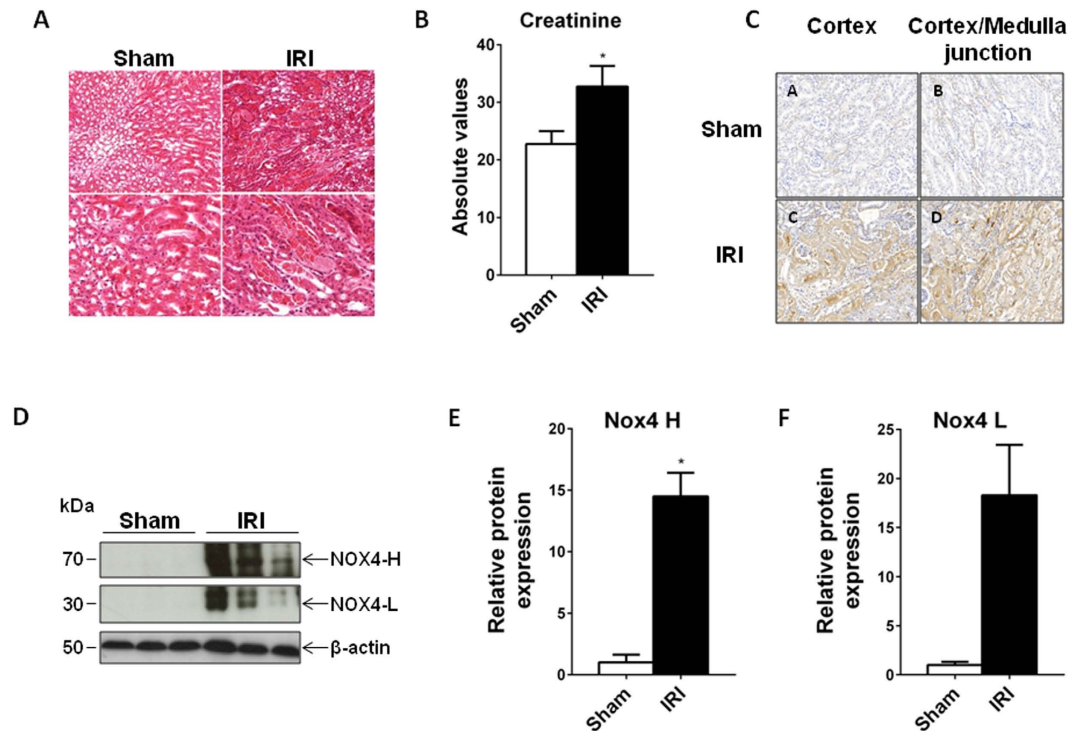 A
Sham IRI
B
Creatinine
Absolute values
40
30
20
10
0
*
Sham
IRI
C
Cortex Cortex/Medulla
junction
Sham
A B
IRI
C D
D
kDa
Sham IRI
70 NOX4-H
30 NOX4-L
50 β-actin
E
Nox4 H
Relative protein
expression
20
15
10
5
0
*
Sham
IRI
F
Nox4 L
Relative protein
expression
25
20
15
10
5
0
Sham
IRI